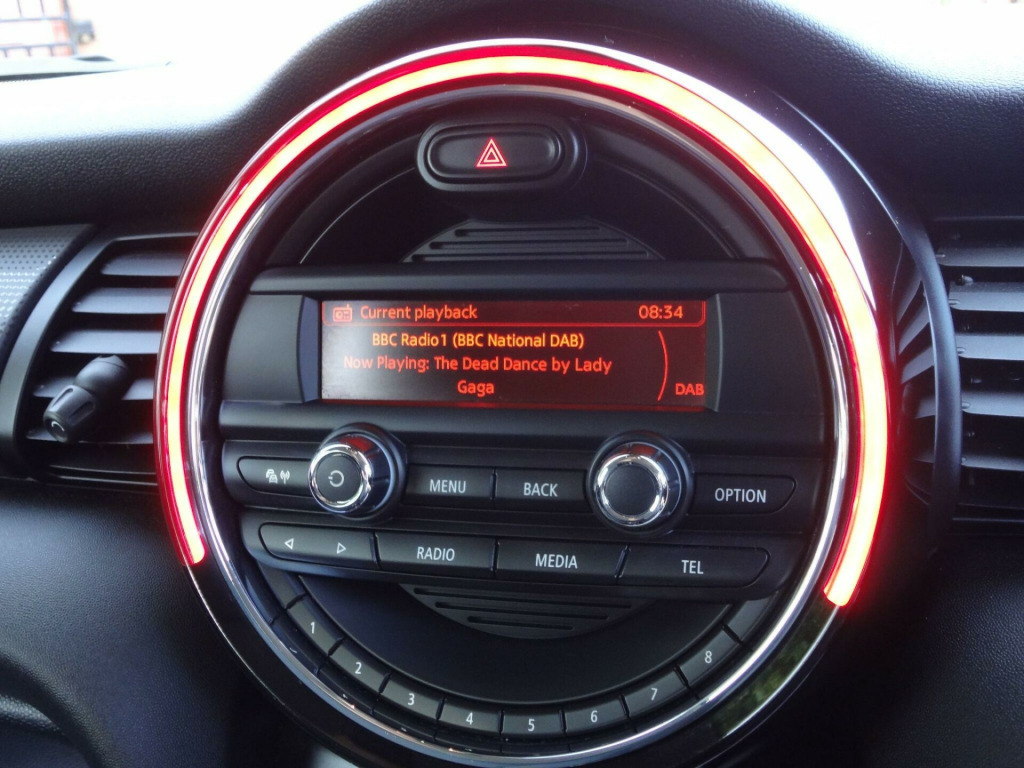 Current playback 08:34
BBC Radio1 (BBC National DAB)
Now Playing: The Dead Dance by Lady
Gaga
DAB
MENU BACK OPTION
RADIO MEDIA TEL
1 2 3 4 5 6 7 8